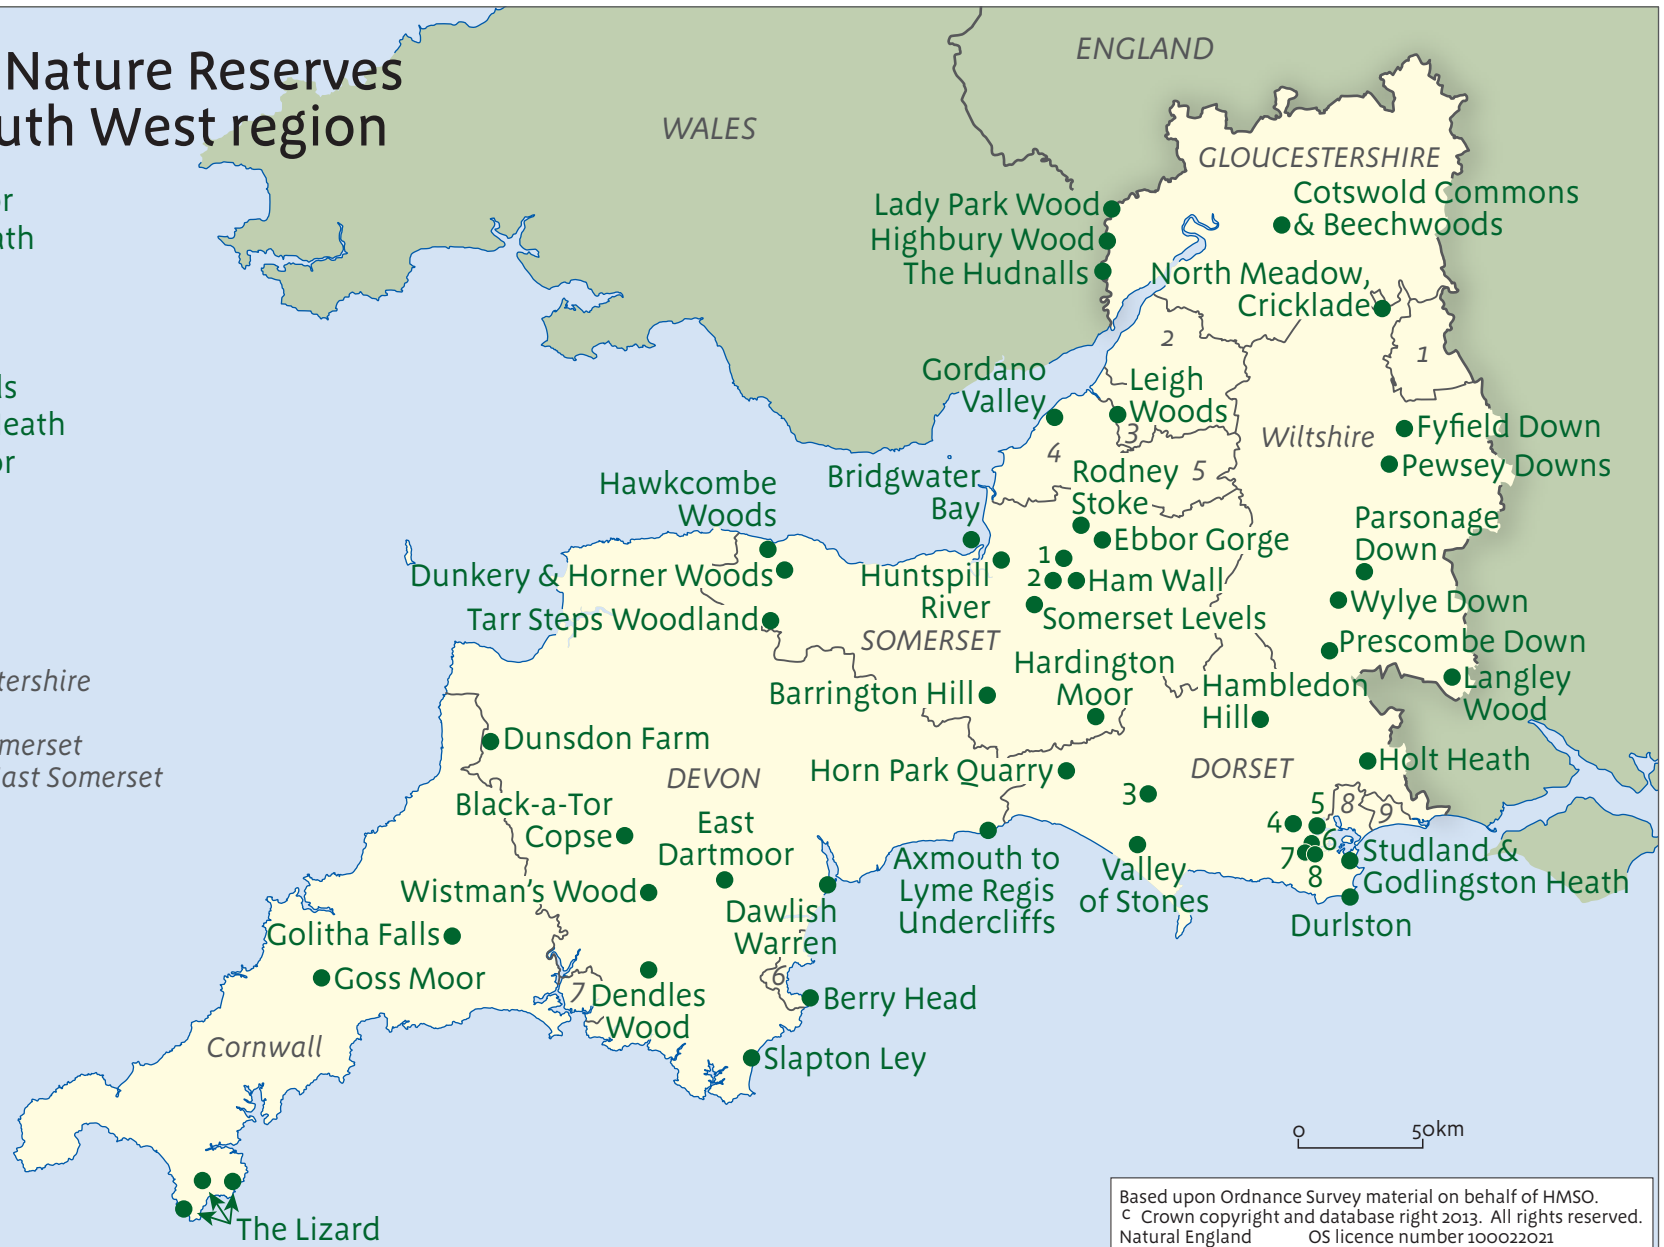 Nature Reserves
uth West region
r
ath
ls
eath
or
tershire
merset
ast Somerset
ENGLAND
WALES
GLOUCESTERSHIRE
Cotswold Commons
& Beechwoods
Lady Park Wood
Highbury Wood
The Hudnalls
North Meadow,
Cricklade
2
1
Gordano
Valley
Leigh
Woods
3
4
Wiltshire
Fyfield Down
Pewsey Downs
Rodney
Stoke
5
Bridgwater
Bay
Hawkcombe
Woods
Parsonage
Down
Ebbor Gorge
1
2
Ham Wall
Dunkery & Horner Woods
Huntspill
River
Tarr Steps Woodland
Somerset Levels
Wylye Down
SOMERSET
Prescombe Down
Hardington
Moor
Barrington Hill
Hambledon
Hill
Langley
Wood
Dunsdon Farm
DEVON
Horn Park Quarry
DORSET
Holt Heath
3
Black-a-Tor
Copse
East
Dartmoor
5
8
9
4
6
7
8
Axmouth to
Lyme Regis
Undercliffs
Valley
of Stones
Studland &
Godlingston Heath
Durlston
Wistman's Wood
Dawlish
Warren
Golitha Falls
Goss Moor
6
7
Dendles
Wood
Berry Head
Cornwall
Slapton Ley
The Lizard
0 50km
Based upon Ordnance Survey material on behalf of HMSO.
c Crown copyright and database right 2013. All rights reserved.
Natural England OS licence number 100022021